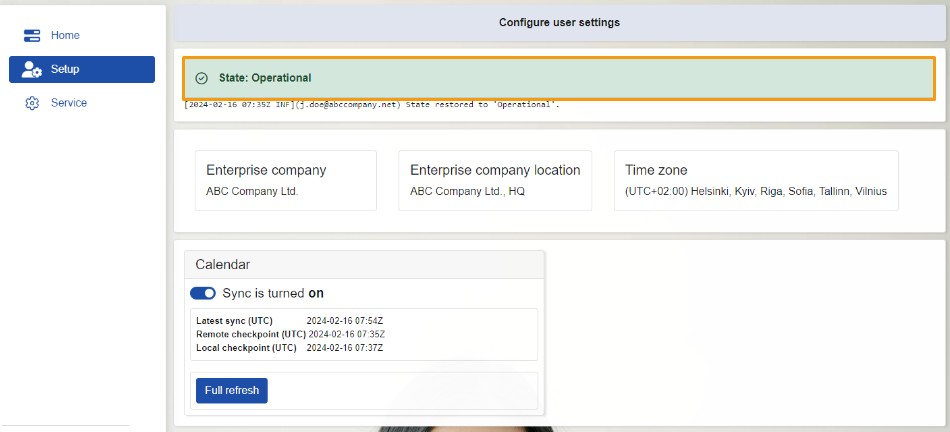 Configure user settings
Home
Setup
Service
State: Operational
[2024-02-16 07:35Z INF](j.doe@abccompany.net) State restored to 'Operational'.
Enterprise company
ABC Company Ltd.
Enterprise company location
ABC Company Ltd., HQ
Time zone
(UTC+02:00) Helsinki, Kyiv, Riga, Sofia, Tallinn, Vilnius
Calendar
Sync is turned on
Latest sync (UTC) 2024-02-16 07:54Z
Remote checkpoint (UTC) 2024-02-16 07:35Z
Local checkpoint (UTC) 2024-02-16 07:37Z
Full refresh